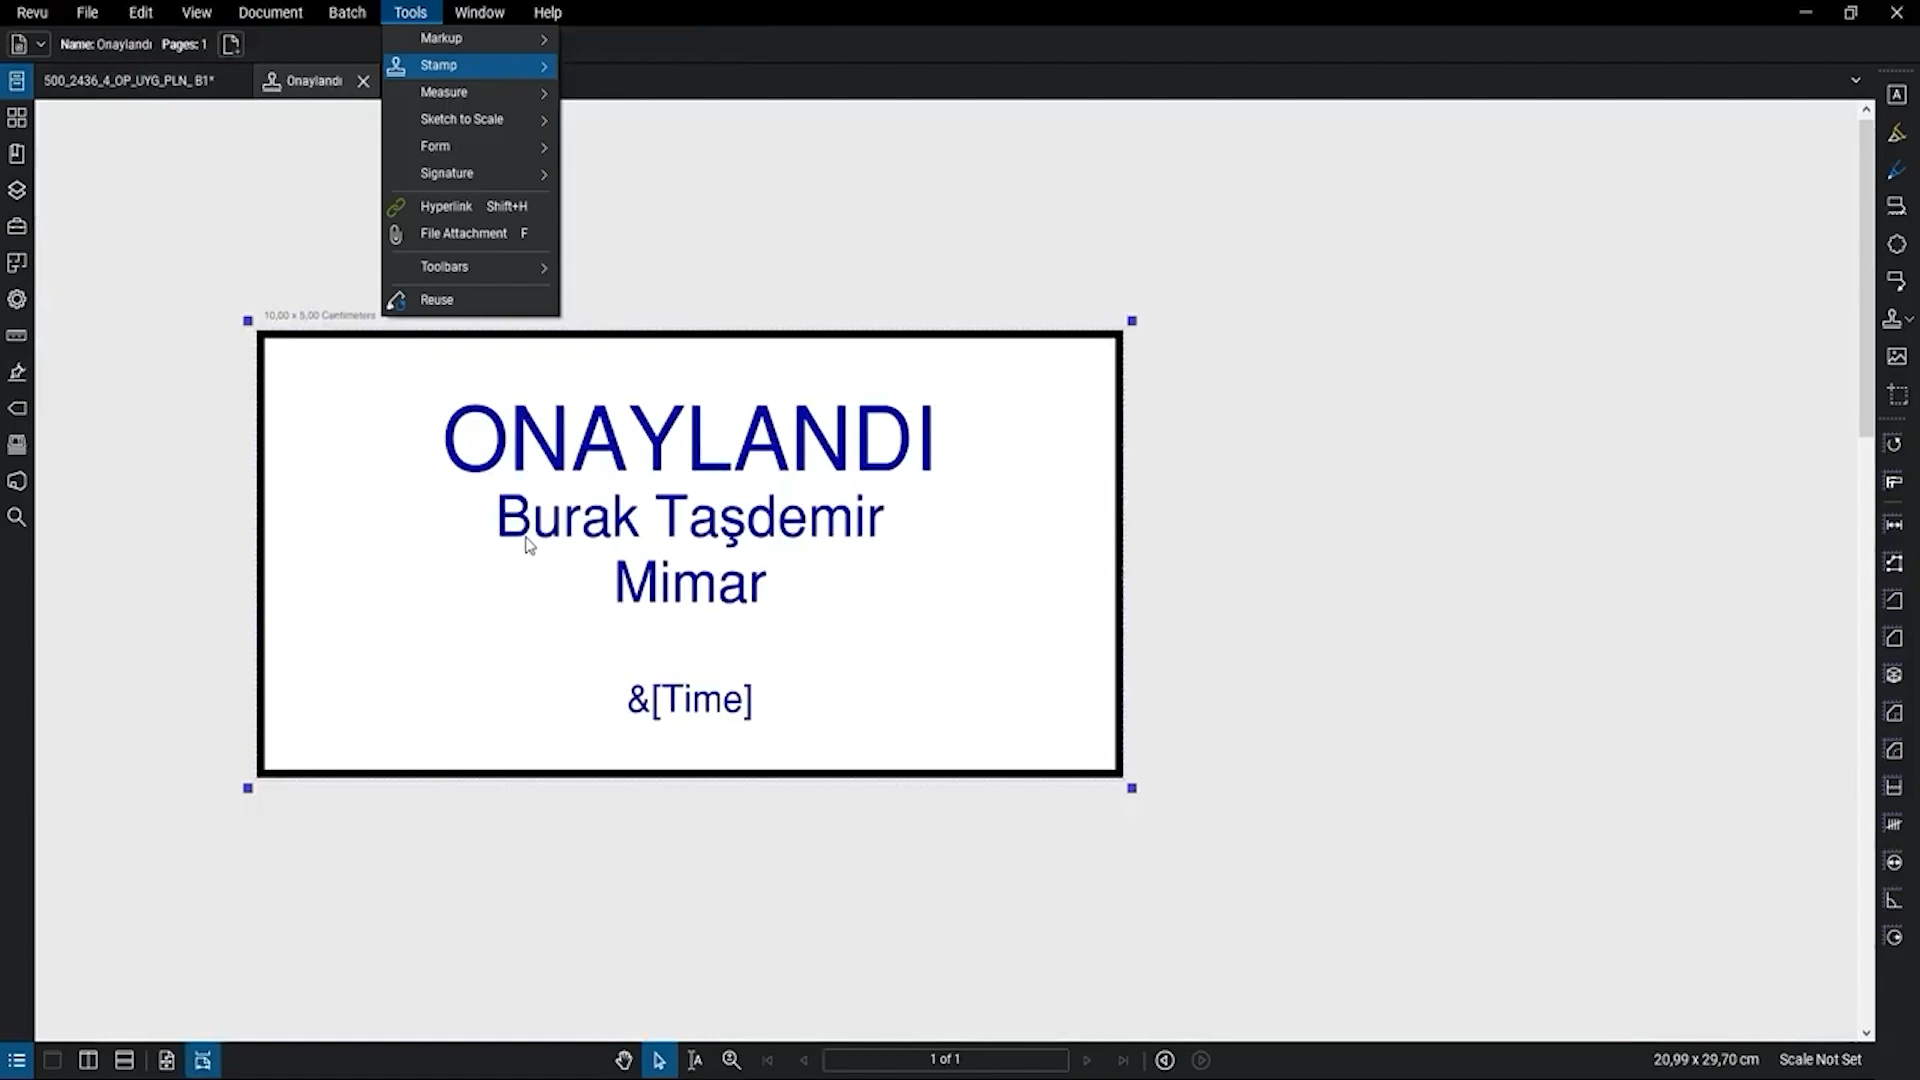 Revu File Edit View Document Batch Tools Window Help
Name: Onaylandı Pages: 1
500_2436_4_OP_UYG_PLN_ B1*
Onaylandı
Markup
Stamp
Measure
Sketch to Scale
Form
Signature
Hyperlink Shift+H
File Attachment F
Toolbars
Reuse
10,00 x 5,00 Centimeters
ONAYLANDI
Burak Taşdemir
Mimar
&[Time]
1 of 1
20,99 x 29,70 cm
Scale Not Set